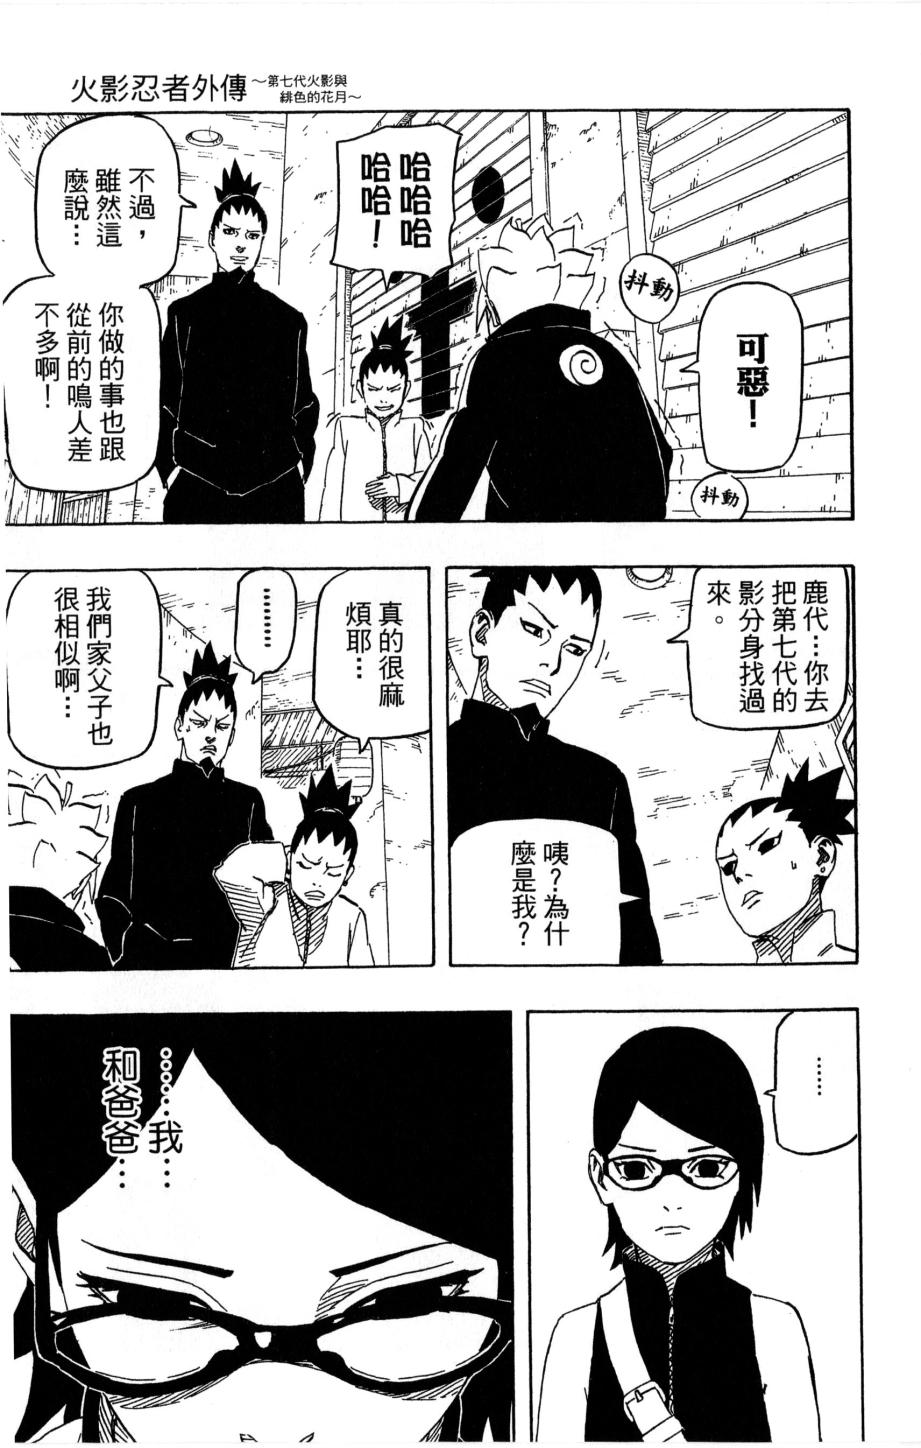 火影忍者外傳
～第七代火影與
緋色的花月～
可惡！
抖動
抖動
哈哈哈
哈哈！
不過，
雖然這
麼說…
你做的事也跟
從前的鳴人差
不多啊！
鹿代…你去
把第七代的
影分身找過
來。
咦？為什
麼是我？
真的很麻
煩耶…
…………
我們家父子也
很相似啊…
……
……我…
和爸爸…